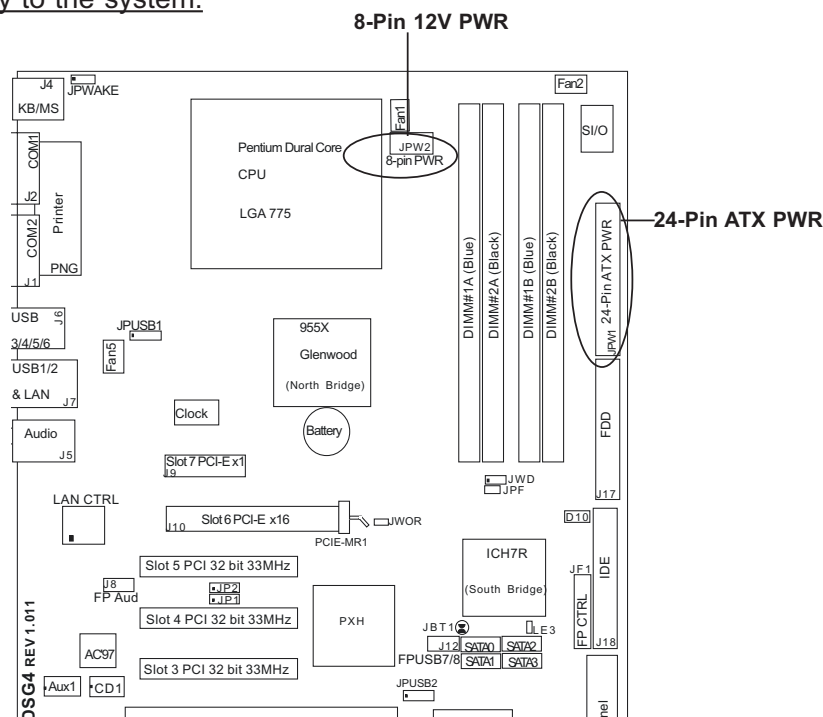 y to the system.
8-Pin 12V PWR
J4
KB/MS
JPWAKE
Fan2
Fan1
JPW2
8-pin PWR
SI/O
Pentium Dural Core
CPU
LGA 775
COM1
J2
COM2
J1
Printer
PNG
24-Pin ATX PWR
24-Pin ATX PWR
JPW1
DIMM#1A (Blue)
DIMM#2A (Black)
DIMM#1B (Blue)
DIMM#2B (Black)
USB
3/4/5/6
J6
JPUSB1
Fan5
955X
Glenwood
(North Bridge)
USB1/2
& LAN
J7
Clock
Battery
FDD
J17
Audio
J5
Slot 7 PCI-E x1
J9
JWD
JPF
LAN CTRL
J10
Slot 6 PCI-E x16
PCIE-MR1
JWOR
D10
ICH7R
(South Bridge)
JF1
FP CTRL
IDE
J18
Slot 5 PCI 32 bit 33MHz
J8
FP Aud
JP2
JP1
Slot 4 PCI 32 bit 33MHz
PXH
JBT1
LE3
J12
SATA0
SATA2
FPUSB7/8
SATA1
SATA3
AC'97
Slot 3 PCI 32 bit 33MHz
JPUSB2
Aux1
CD1
DSG4 REV 1.011
nel